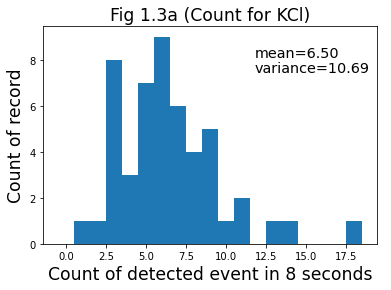 Fig 1.3a (Count for KCl)
mean=6.50
variance=10.69
Count of record
8
6
4
2
0
0.0 2.5 5.0 7.5 10.0 12.5 15.0 17.5
Count of detected event in 8 seconds